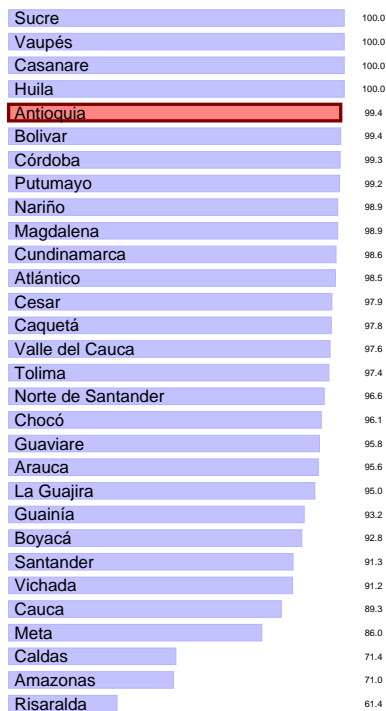 Sucre 100.0
Vaupés 100.0
Casanare 100.0
Huila 100.0
Antioquia 99.4
Bolivar 99.4
Córdoba 99.3
Putumayo 99.2
Nariño 98.9
Magdalena 98.9
Cundinamarca 98.6
Atlántico 98.5
Cesar 97.9
Caquetá 97.8
Valle del Cauca 97.6
Tolima 97.4
Norte de Santander 96.6
Chocó 96.1
Guaviare 95.8
Arauca 95.6
La Guajira 95.0
Guainía 93.2
Boyacá 92.8
Santander 91.3
Vichada 91.2
Cauca 89.3
Meta 86.0
Caldas 71.4
Amazonas 71.0
Risaralda 61.4